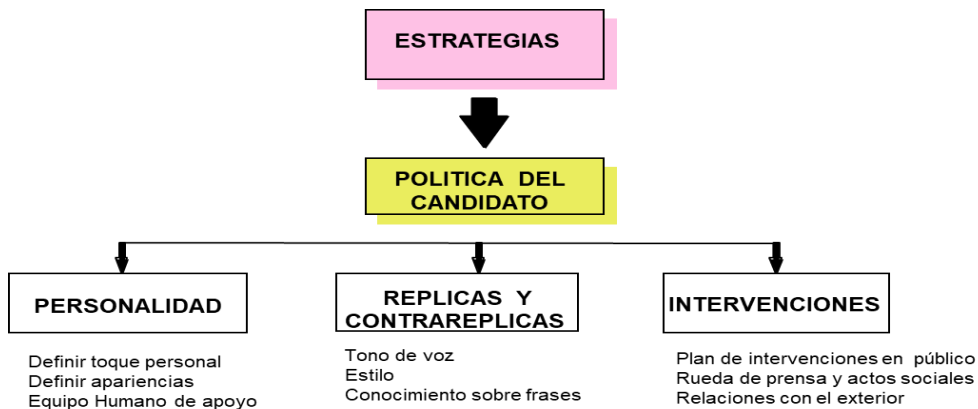 ESTRATEGIAS
POLITICA DEL
CANDIDATO
PERSONALIDAD
REPLICAS Y
CONTRAREPLICAS
INTERVENCIONES
Definir toque personal
Definir apariencias
Equipo Humano de apoyo
Tono de voz
Estilo
Conocimiento sobre frases
Plan de intervenciones en público
Rueda de prensa y actos sociales
Relaciones con el exterior